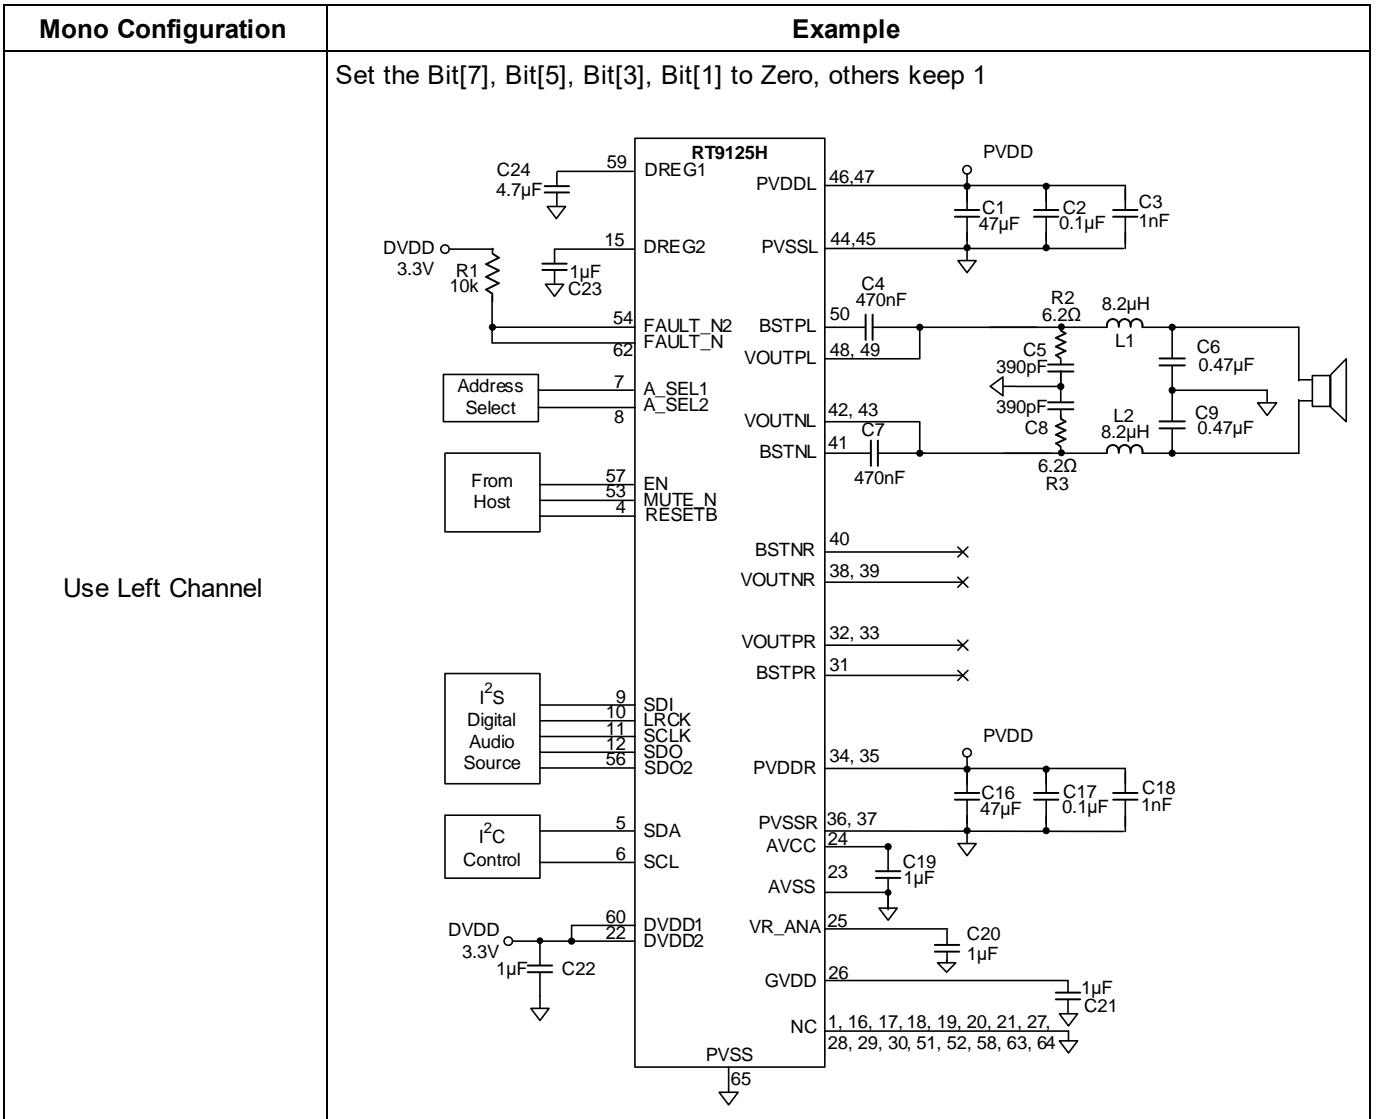 Mono Configuration
Example
Use Left Channel
Set the Bit[7], Bit[5], Bit[3], Bit[1] to Zero, others keep 1
RT9125H
C24
4.7µF
59
DREG1
15
DREG2
1µF
C23
DVDD
3.3V
R1
10k
54
FAULT_N2
FAULT_N
62
Address
Select
7
A_SEL1
A_SEL2
8
From
Host
57
EN
53
MUTE_N
4
RESETB
I²S
Digital
Audio
Source
9
SDI
10
LRCK
11
SCLK
12
SDO
56
SDO2
I²C
Control
5
SDA
6
SCL
DVDD
3.3V
60
DVDD1
22
DVDD2
1µF
C22
PVSS
65
PVDD
PVDDL
46,47
C1
47µF
C2
0.1µF
C3
1nF
PVSSL
44,45
C4
470nF
BSTPL
50
VOUTPL
48, 49
R2
6.2Ω
8.2µH
L1
C5
390pF
C6
0.47µF
390pF
C8
L2
8.2µH
C9
0.47µF
VOUTNL
42, 43
C7
BSTNL
41
470nF
6.2Ω
R3
BSTNR
40
VOUTNR
38, 39
VOUTPR
32, 33
BSTPR
31
PVDD
PVDDR
34, 35
C16
47µF
C17
0.1µF
C18
1nF
PVSSR
36, 37
AVCC
24
C19
1µF
AVSS
23
VR_ANA
25
C20
1µF
GVDD
26
1µF
C21
NC
1, 16, 17, 18, 19, 20, 21, 27,
28, 29, 30, 51, 52, 58, 63, 64